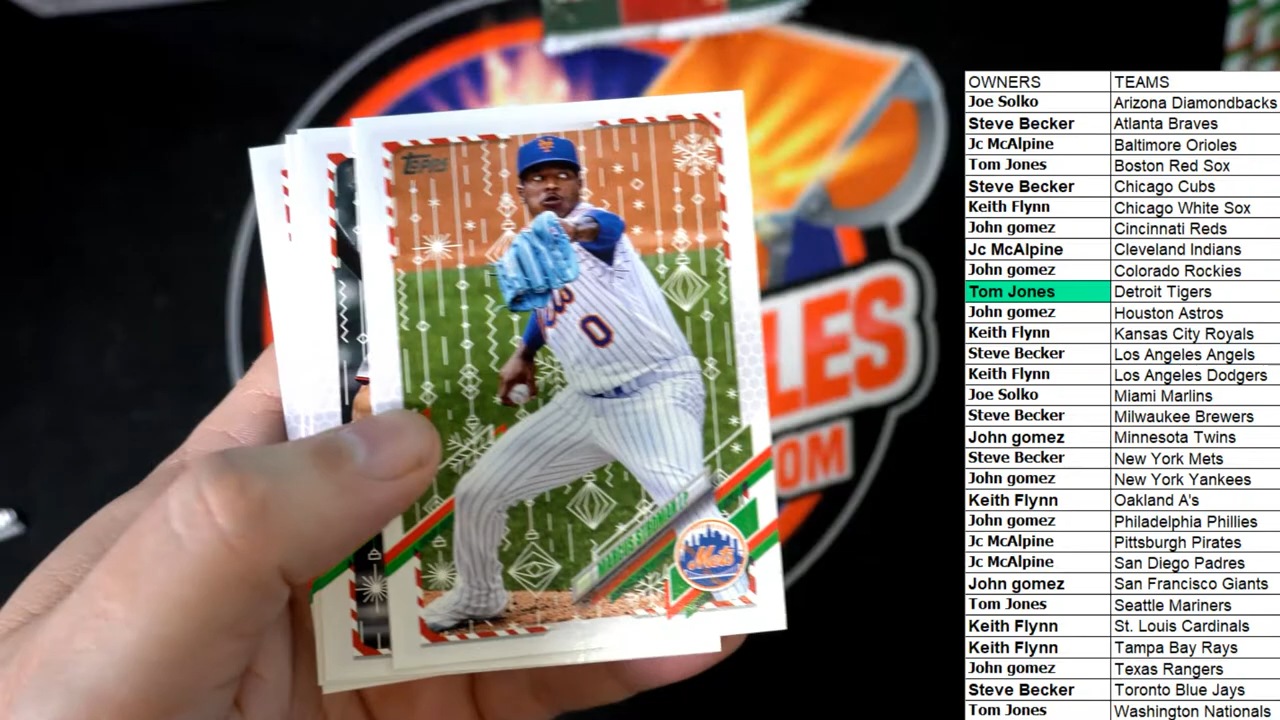 TOPPS
0
MARCUS STROMAN
Mets
LES
OM
OWNERS TEAMS
Joe Solko Arizona Diamondbacks
Steve Becker Atlanta Braves
Jc McAlpine Baltimore Orioles
Tom Jones Boston Red Sox
Steve Becker Chicago Cubs
Keith Flynn Chicago White Sox
John gomez Cincinnati Reds
Jc McAlpine Cleveland Indians
John gomez Colorado Rockies
Tom Jones Detroit Tigers
John gomez Houston Astros
Keith Flynn Kansas City Royals
Steve Becker Los Angeles Angels
Keith Flynn Los Angeles Dodgers
Joe Solko Miami Marlins
Steve Becker Milwaukee Brewers
John gomez Minnesota Twins
Steve Becker New York Mets
John gomez New York Yankees
Keith Flynn Oakland A's
John gomez Philadelphia Phillies
Jc McAlpine Pittsburgh Pirates
Jc McAlpine San Diego Padres
John gomez San Francisco Giants
Tom Jones Seattle Mariners
Keith Flynn St. Louis Cardinals
Keith Flynn Tampa Bay Rays
John gomez Texas Rangers
Steve Becker Toronto Blue Jays
Tom Jones Washington Nationals